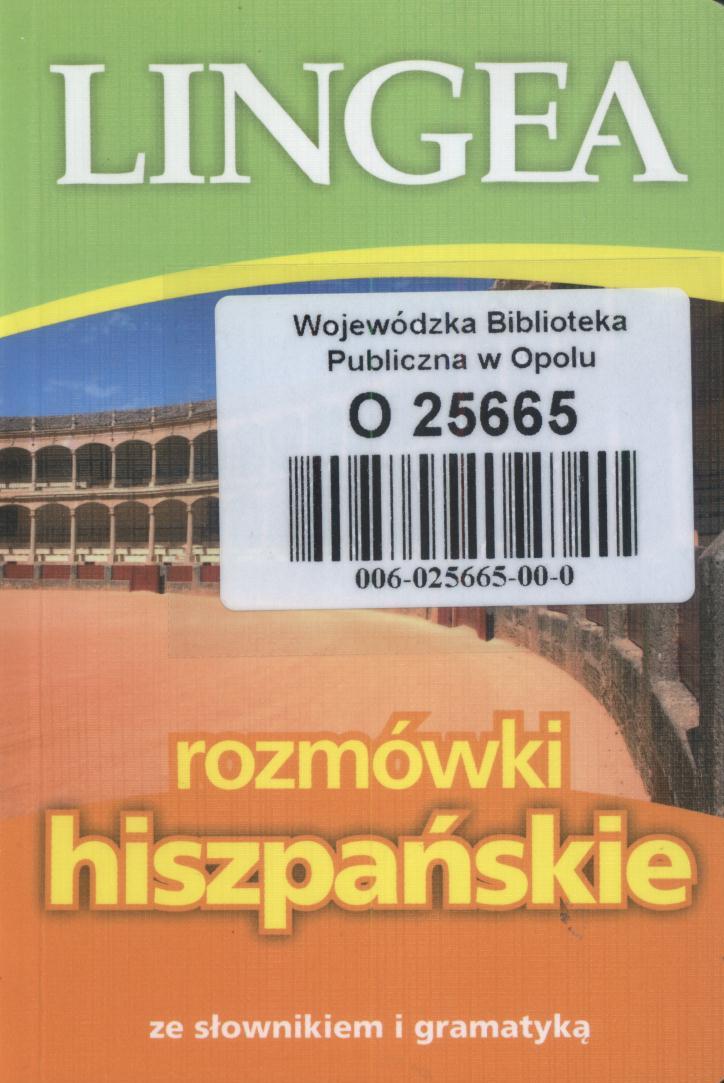 LINGEA
Wojewódzka Biblioteka
Publiczna w Opolu
O 25665
006-025665-00-0
rozmówki
hiszpańskie
ze słownikiem i gramatyką